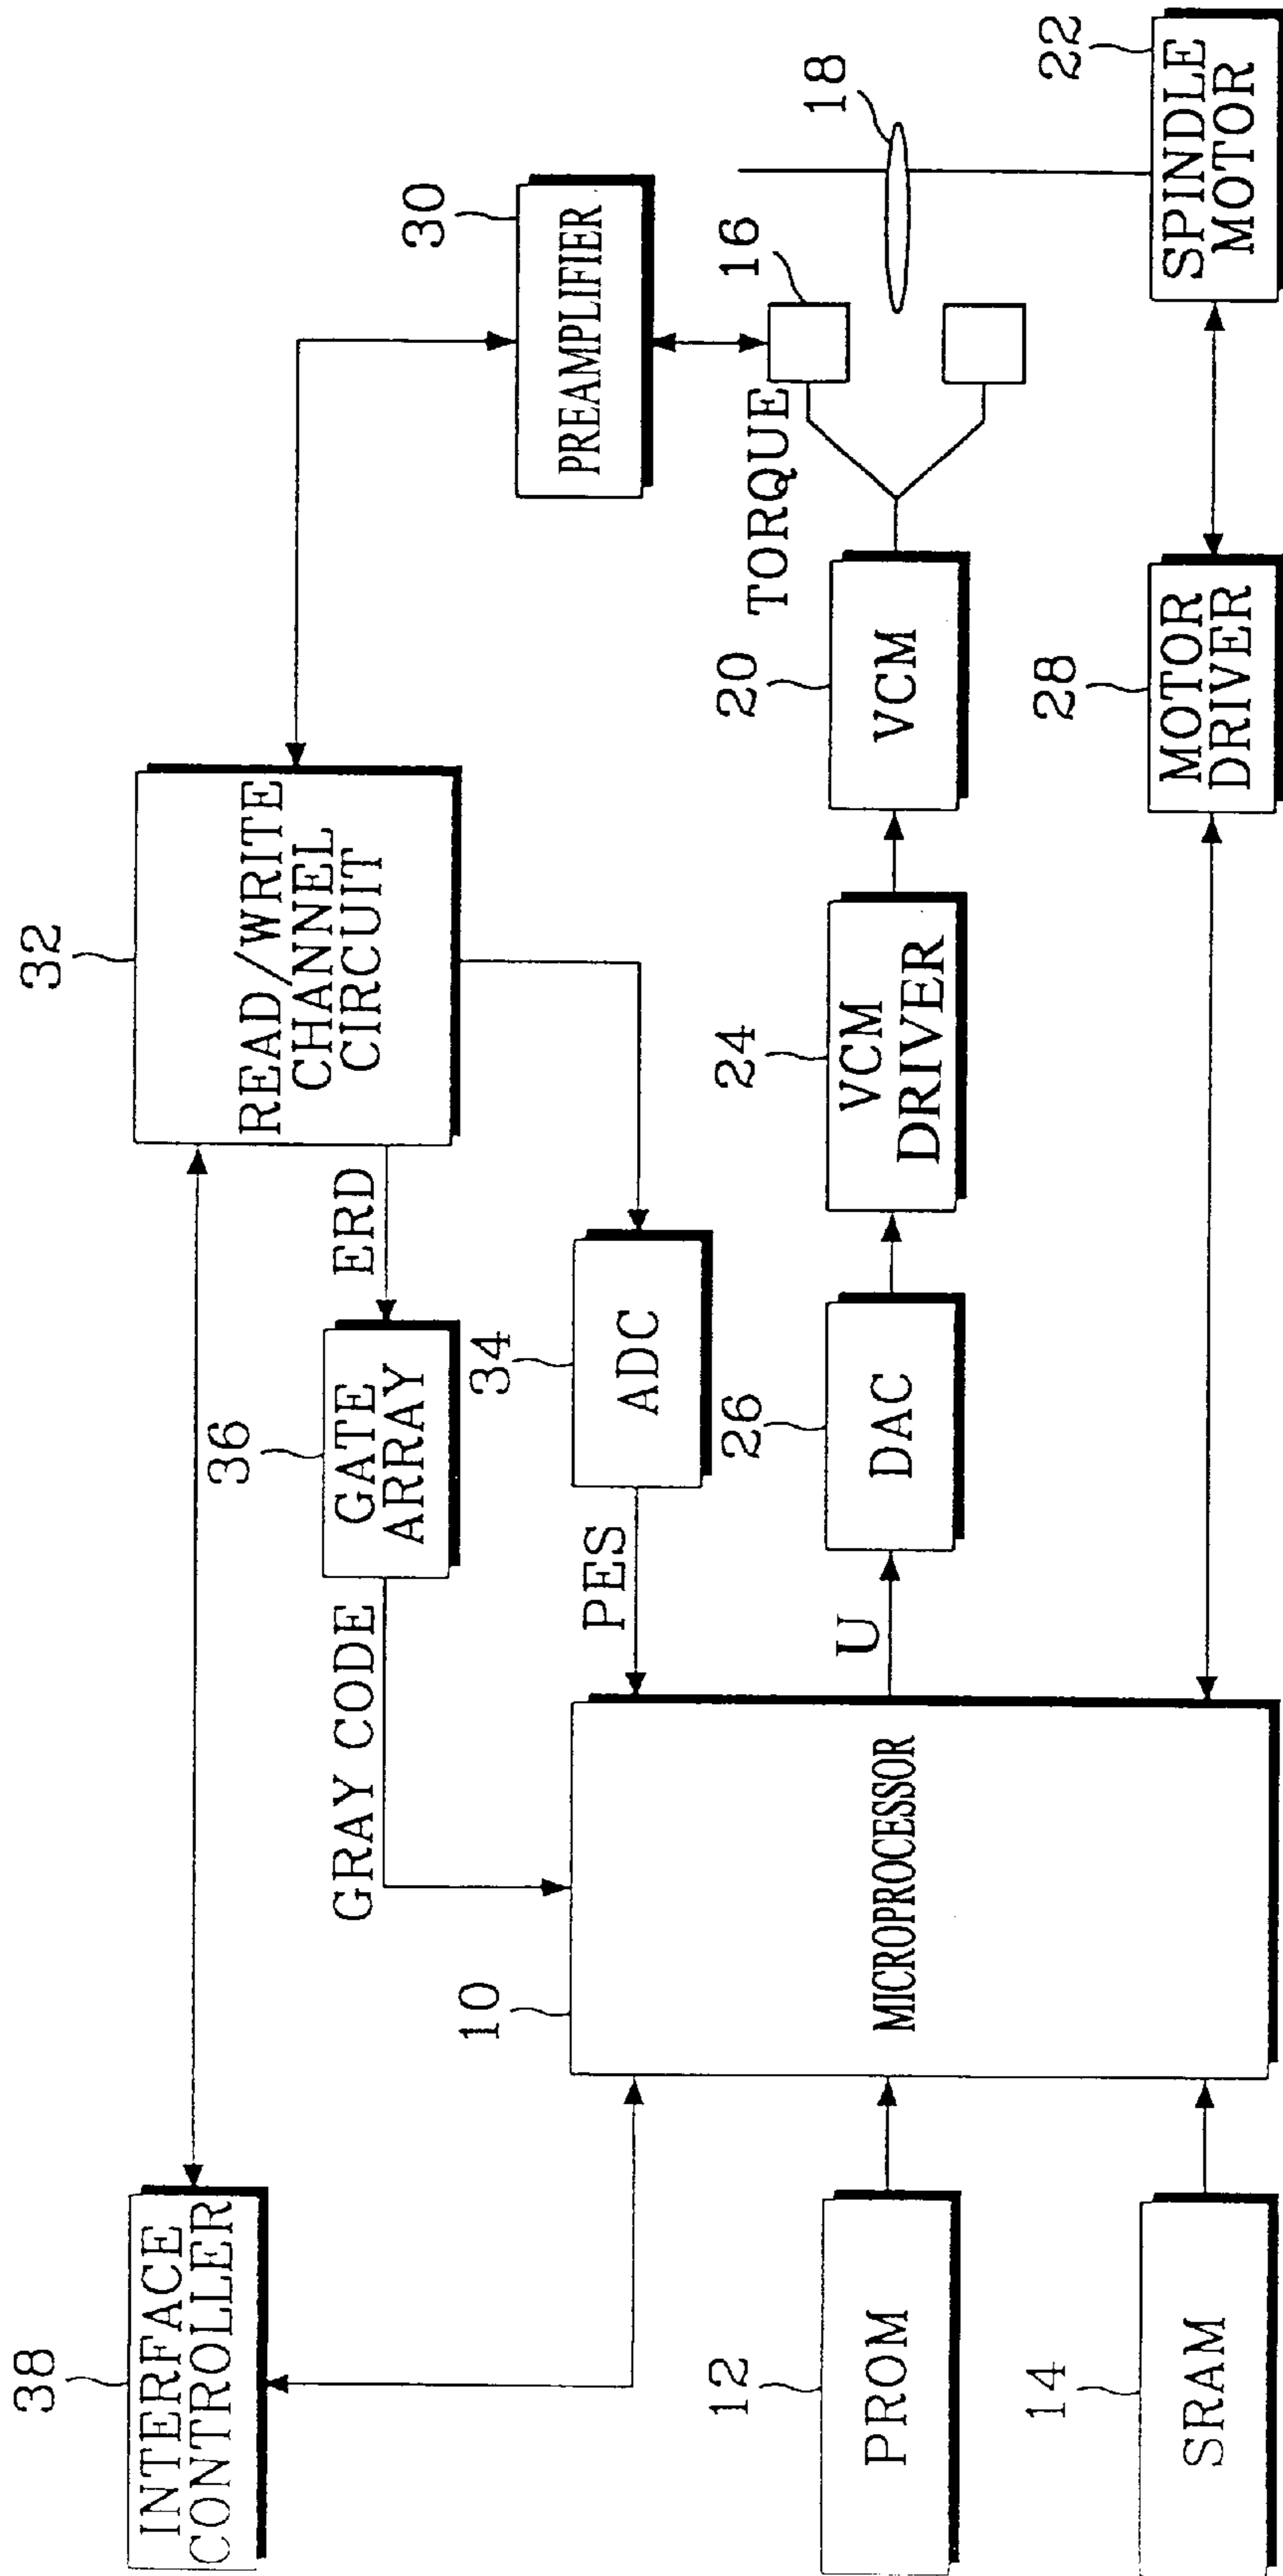 38
INTERFACE
CONTROLLER
32
READ/WRITE
CHANNEL
CIRCUIT
30
PREAMPLIFIER
36
GATE
ARRAY
ERD
GRAY CODE
34
ADC
PES
10
MICROPROCESSOR
12
PROM
14
SRAM
U
26
DAC
24
VCM
DRIVER
20
VCM
TORQUE
16
18
28
MOTOR
DRIVER
22
SPINDLE
MOTOR